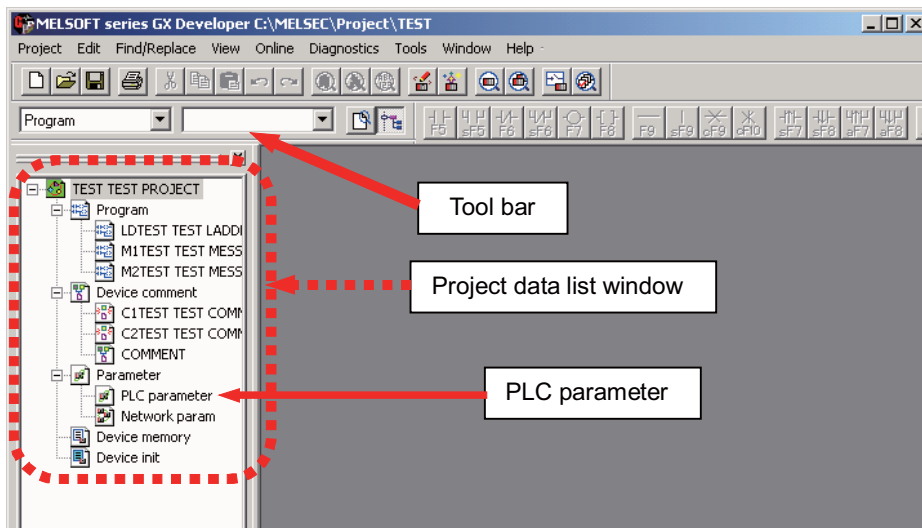 MELSOFT series GX Developer C:\MELSEC\Project\TEST
Project Edit Find/Replace View Online Diagnostics Tools Window Help
Program
F5 sF5 F6 sF6 F7 F8 F9 sF9 cF9 cF10 sF7 sF8 aF7 aF8
TEST TEST PROJECT
Program
LDTEST TEST LADDI
M1TEST TEST MESS
M2TEST TEST MESS
Device comment
C1TEST TEST COMM
C2TEST TEST COMM
COMMENT
Parameter
PLC parameter
Network param
Device memory
Device init
Tool bar
Project data list window
PLC parameter